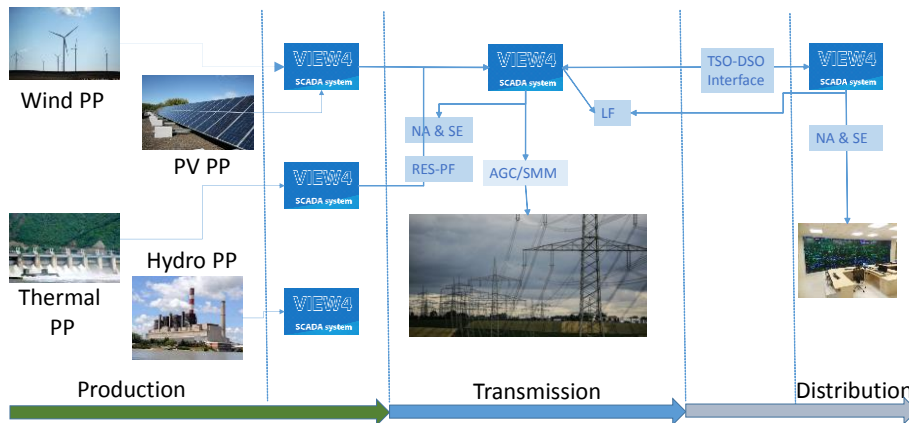 VIEW4
SCADA system
VIEW4
SCADA system
VIEW4
SCADA system
TSO-DSO
Interface
Wind PP
LF
NA & SE
NA & SE
PV PP
RES-PF
AGC/SMM
VIEW4
SCADA system
Hydro PP
Thermal
PP
VIEW4
SCADA system
Production
Transmission
Distribution